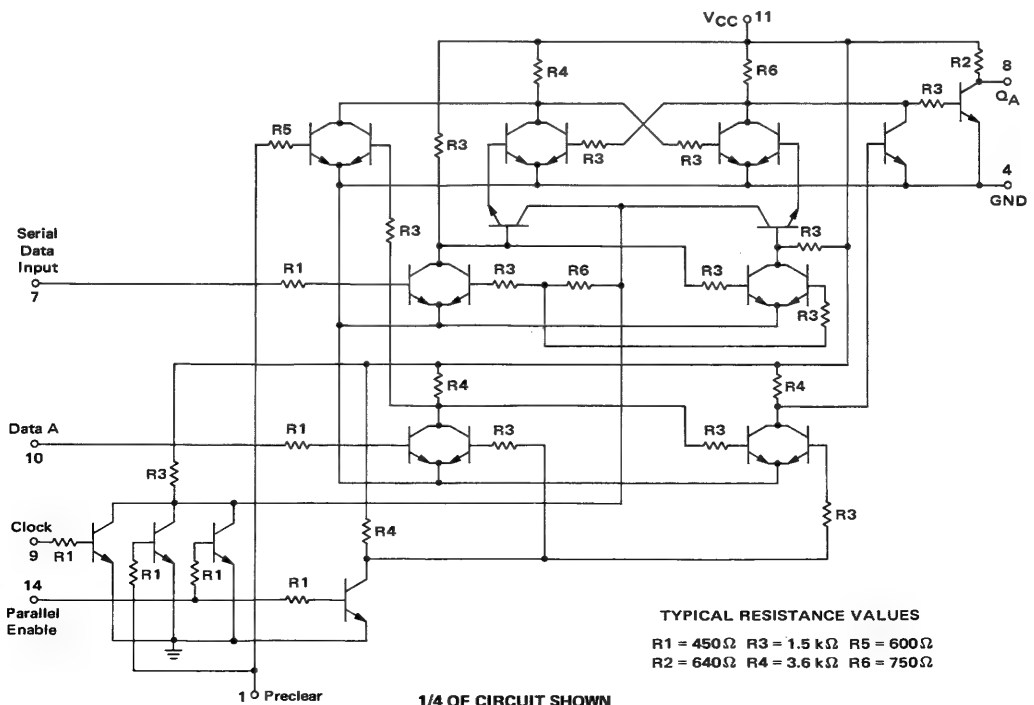 VCC 11
R4
R6
R2
8
QA
R3
R5
R3
R3
R3
4
GND
R3
R3
Serial
Data
Input
7
R1
R3
R6
R3
R3
R4
R4
Data A
10
R1
R3
R3
R3
R4
R3
Clock
9
R1
R1
R1
14
Parallel
Enable
R1
TYPICAL RESISTANCE VALUES
R1 = 450Ω R3 = 1.5 kΩ R5 = 600Ω
R2 = 640Ω R4 = 3.6 kΩ R6 = 750Ω
1 Preclear
1/4 OF CIRCUIT SHOWN